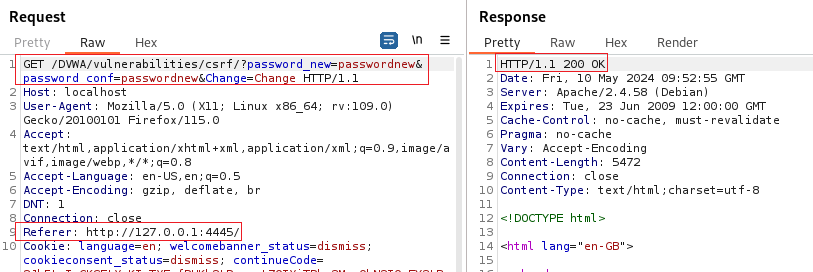 Request
Pretty Raw Hex \n
1 GET /DVWA/vulnerabilities/csrf/?password_new=passwordnew&
password_conf=passwordnew&Change=Change HTTP/1.1
2 Host: localhost
3 User-Agent: Mozilla/5.0 (X11; Linux x86_64; rv:109.0)
Gecko/20100101 Firefox/115.0
4 Accept:
text/html,application/xhtml+xml,application/xml;q=0.9,image/a
vif,image/webp,*/*;q=0.8
5 Accept-Language: en-US,en;q=0.5
6 Accept-Encoding: gzip, deflate, br
7 DNT: 1
8 Connection: close
9 Referer: http://127.0.0.1:4445/
10 Cookie: language=en; welcomebanner_status=dismiss;
cookieconsent_status=dismiss; continueCode=
Response
Pretty Raw Hex Render
1 HTTP/1.1 200 OK
2 Date: Fri, 10 May 2024 09:52:55 GMT
3 Server: Apache/2.4.58 (Debian)
4 Expires: Tue, 23 Jun 2009 12:00:00 GMT
5 Cache-Control: no-cache, must-revalidate
6 Pragma: no-cache
7 Vary: Accept-Encoding
8 Content-Length: 5472
9 Connection: close
10 Content-Type: text/html;charset=utf-8
11
12 <!DOCTYPE html>
13
14 <html lang="en-GB">
15
16